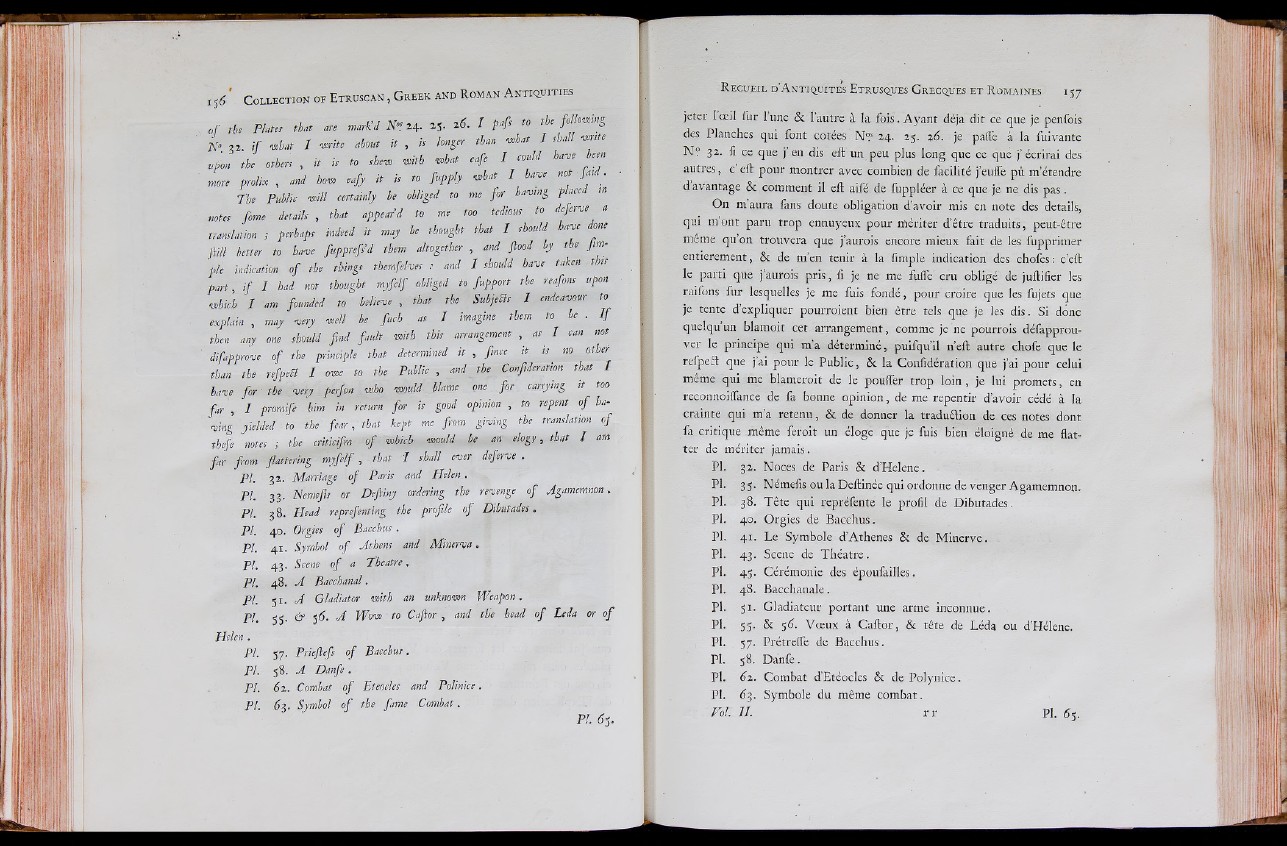 156 COLLECTION OF ETRUSCAN, GREEK AND ROMAN ANTIQUITIES
of the Plates that are mark'd Nos 24. 25. 26. I paſs to the following
No. 32. if what I write about it , is longer than what I shall write
upon the others , it is to shew with what eaſe I could have been
more prolix , and how eaſy it is to ſupply what I have not ſaid .
The Public will certainly be obliged to me for having placed in
notes ſome details , that appear'd to me too tedious to deſerve a
translation ; perhaps indeed it may be thought that I should have done
ſtill better to have ſuppreſs'd them altogether , and ſtood by the ſim-
ple indication of the things themſelves : and I should have taken this
part , if I had not thought myſelf obliged to ſupport the reaſons upon
which I am founded to believe , that the Subjects I endeavour to
explain , may very well be ſuch as I imagine them to be . If
then any one should find fault with this arrangement , as I can not
diſapprove of the principle that determined it , ſince it is no other
than the reſpect I owe to the Public , and the Conſideration that I
have for the very perſon who would blame one for carrying it too
far , I promiſe him in return for is good opinion , to repent of ha-
ving yielded to the fear , that kept me from giving the translation of
theſe notes ; the criticiſm of which would be an elogy , that I am
far from flattering myſelf , that I shall ever deſerve .
Pl. 32. Marriage of Paris and Helen .
Pl. 33. Nemeſis or Deſtiny ordering the revenge of Agamemnon .
Pl. 38. Head repreſenting the profile of Dibutades .
Pl. 40. Orgies of Bacchus .
Pl. 41. Symbol of Athens and Minerva .
Pl. 43. Scene of a Theatre .
Pl. 48. A Bacchanal .
Pl. 51. A Gladiator with an unknown Weapon .
Pl. 55. & 56. A Wow to Caſtor , and the head of Leda or of
Helen .
Pl. 57. Prieſteſs of Bacchus .
Pl. 58. A Danſe .
Pl. 62. Combat of Eteocles and Polinice .
Pl. 63. Symbol of the ſame Combat .
Pl. 65.
RECUEIL D'ANTIQUITÉS ETRUSQUES GRECQUES ET ROMAINES 157
jeter l'œil ſur l'une & l'autre à la fois . Ayant déja dit ce que je penſois
des Planches qui ſont cotées Nos 24. 25. 26. je paſſe à la ſuivante
No 32. ſi ce que j'en dis eſt un peu plus long que ce que j'écrirai des
autres , c'eſt pour montrer avec combien de facilité j'euſſe pû m'étendre
d'avantage & comment il eſt aiſé de ſuppléer à ce que je ne dis pas .
On m'aura ſans doute obligation d'avoir mis en note des details,
qui m'ont paru trop ennuyeux pour mériter d'être traduits, peut-être
même qu'on trouvera que j'aurois encore mieux fait de les ſupprimer
entierement, & de m'en tenir à la ſimple indication des choſes : c'eſt
le parti que j'aurois pris, ſi je ne me fuſſe cru obligé de juſtifier les
raiſons ſur lesquelles je me ſuis fondé, pour croire que les ſujets que
je tente d'expliquer pourroient bien être tels que je les dis. Si donc
quelqu'un blamoit cet arrangement, comme je ne pourrois déſapprou-
ver le principe qui m'a déterminé, puiſqu'il n'eſt autre choſe que le
reſpect que j'ai pour le Public, & la Conſidération que j'ai pour celui
même qui me blameroit de le pouſſer trop loin, je lui promets, en
reconnoiſſance de ſa bonne opinion, de me repentir d'avoir cédé à la
crainte qui m'a retenu, & de donner la traduction de ces notes dont
ſa critique même ſeroit un éloge que je ſuis bien éloigné de me flat-
ter de mériter jamais .
Pl. 32. Noces de Paris & d'Helene .
Pl. 35. Némeſis ou la Deſtinée qui ordonne de venger Agamemnon.
Pl. 38. Tête qui repréſente le profil de Dibutades .
Pl. 40. Orgies de Bacchus .
Pl. 41. Le Symbole d'Athenes & de Minerve .
Pl. 43. Scene de Théatre .
Pl. 45. Cérémonie des épouſailles .
Pl. 48. Bacchanale .
Pl. 51. Gladiateur portant une arme inconnue .
Pl. 55. & 56. Vœux à Caſtor, & tête de Léda ou d'Hélene.
Pl. 57. Prétreſſe de Bacchus .
Pl. 58. Danſe .
Pl. 62. Combat d'Etéocles & de Polynice .
Pl. 63. Symbole du même combat .
Vol. II. r r Pl. 65.